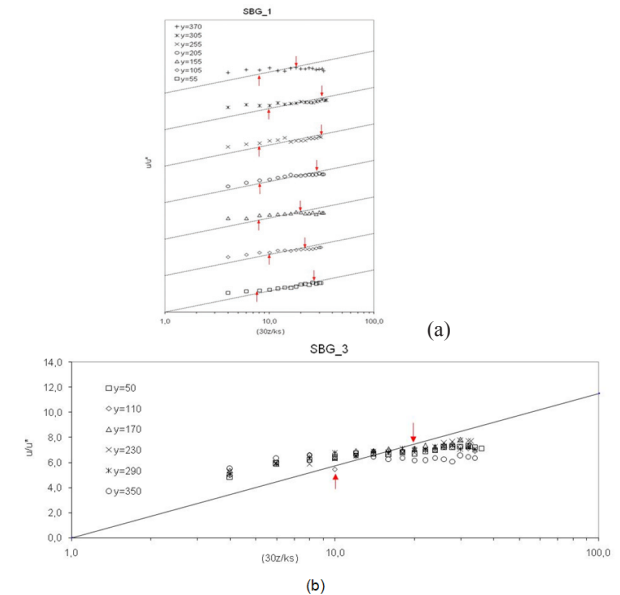 SBG_1
+ y=370
y=305
× y=255
○ y=205
△ y=155
◇ y=105
□ y=55
u/u*
1,0 10,0 100,0
(30z/ks)
(a)
SBG_3
14,0
12,0
10,0
8,0
6,0
4,0
2,0
0,0
u/u*
□ y=50
◇ y=110
△ y=170
× y=230
y=290
○ y=350
1,0 10,0 100,0
(30z/ks)
(b)